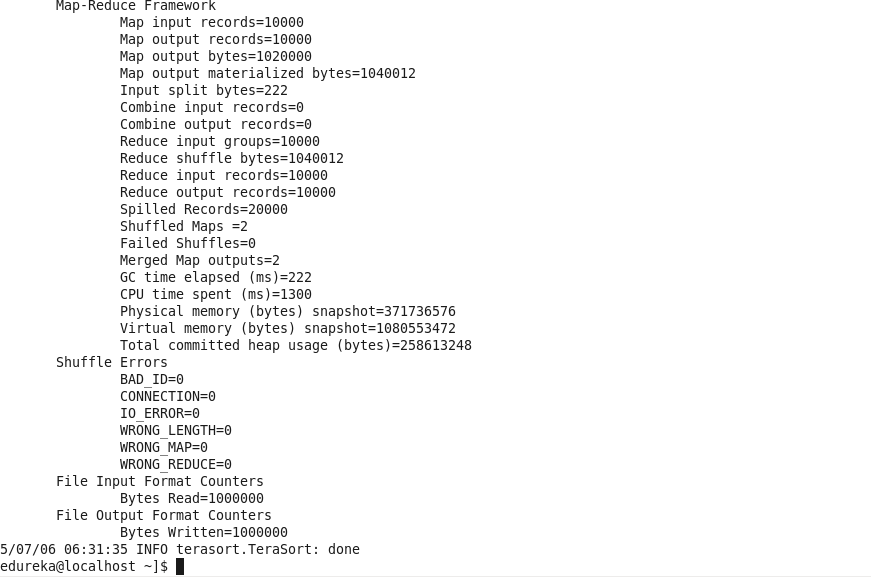 Map-Reduce Framework
Map input records=10000
Map output records=10000
Map output bytes=1020000
Map output materialized bytes=1040012
Input split bytes=222
Combine input records=0
Combine output records=0
Reduce input groups=10000
Reduce shuffle bytes=1040012
Reduce input records=10000
Reduce output records=10000
Spilled Records=20000
Shuffled Maps =2
Failed Shuffles=0
Merged Map outputs=2
GC time elapsed (ms)=222
CPU time spent (ms)=1300
Physical memory (bytes) snapshot=371736576
Virtual memory (bytes) snapshot=1080553472
Total committed heap usage (bytes)=258613248
Shuffle Errors
BAD_ID=0
CONNECTION=0
IO_ERROR=0
WRONG_LENGTH=0
WRONG_MAP=0
WRONG_REDUCE=0
File Input Format Counters
Bytes Read=1000000
File Output Format Counters
Bytes Written=1000000
5/07/06 06:31:35 INFO terasort.TeraSort: done
edureka@localhost ~]$